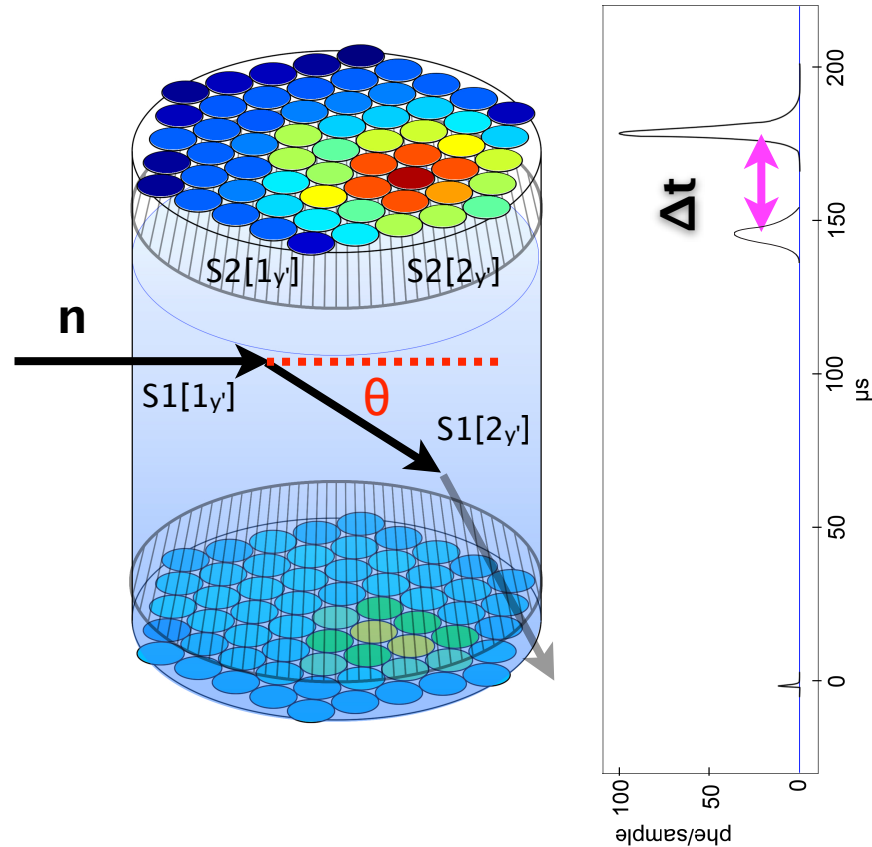 S2[1y'] S2[2y']
n
S1[1y']
θ
S1[2y']
Δt
200
150
100
50
0
μs
100
50
0
phe/sample